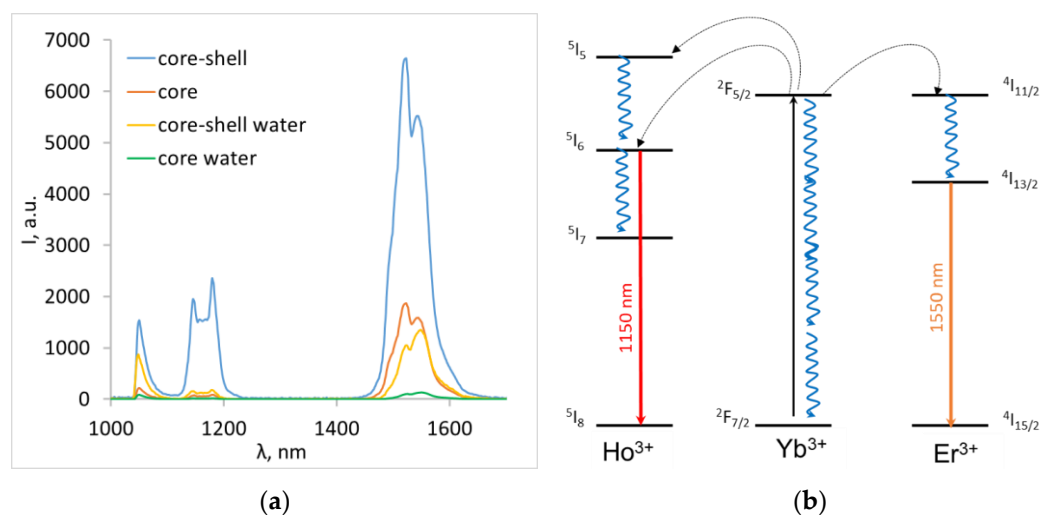 7000
6000
5000
4000
3000
2000
1000
0
I, a.u.
core-shell
core
core-shell water
core water
1000
1200
1400
1600
λ, nm
(a)
⁵I₅
⁵I₆
⁵I₇
⁵I₈
1150 nm
Ho³⁺
²F₅/₂
²F₇/₂
Yb³⁺
⁴I₁₁/₂
⁴I₁₃/₂
1550 nm
⁴I₁₅/₂
Er³⁺
(b)